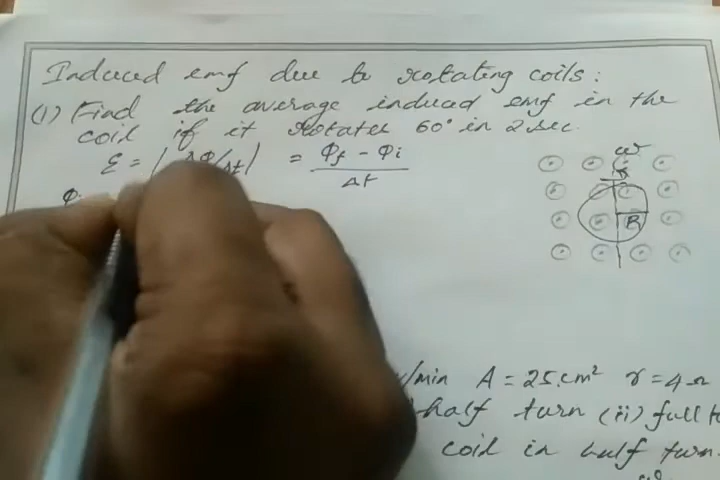 Induced emf due to rotating coils:
(1) Find the average induced emf in the
coil if it rotates 60° in 2 sec.
ε = | ΔΦ/Δt | = Φf - Φi
Δt
ω
R
/min A = 25 cm² r = 4 Ω
half turn (ii) full
coil in half turn.